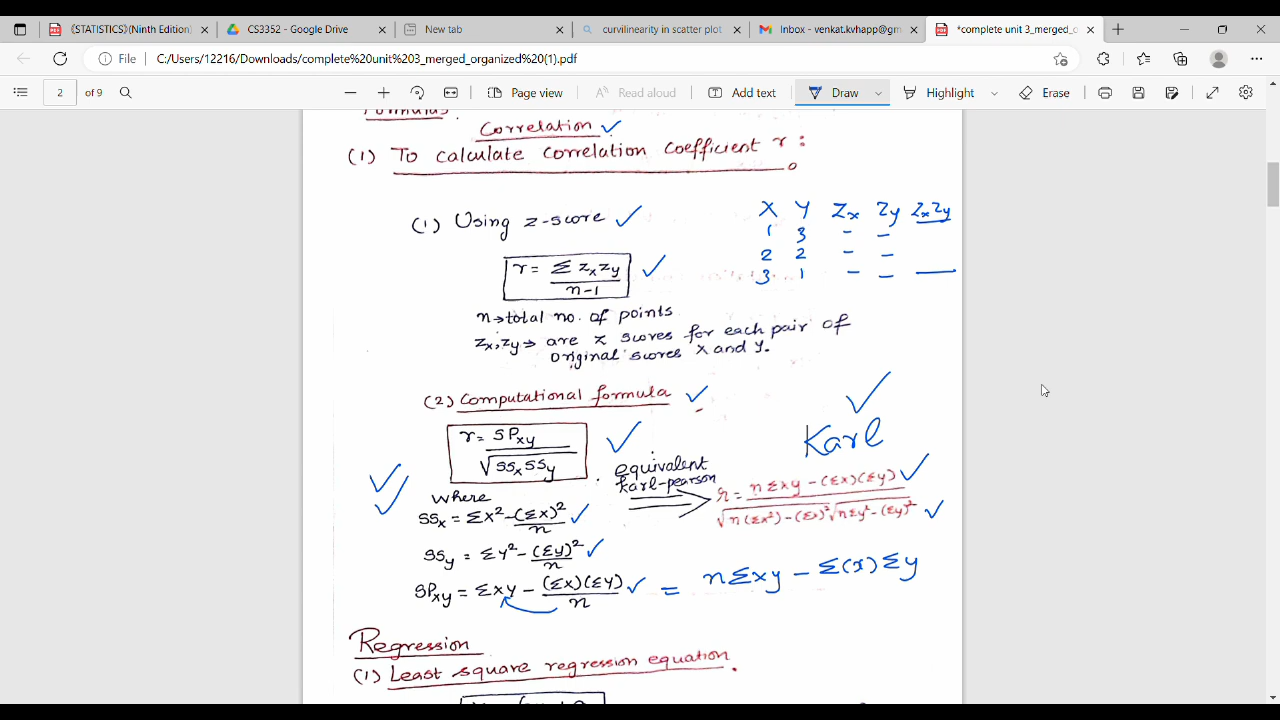 《STATISTICS》(Ninth Edition)
CS3352 - Google Drive
New tab
curvilinearity in scatter plot
Inbox - venkat.kvhapp@gm
*complete unit 3_merged_o
File
C:/Users/12216/Downloads/complete%20unit%203_merged_organized%20(1).pdf
2 of 9
Page view
Read aloud
Add text
Draw
Highlight
Erase
Formulas.
Correlation ✓
(1) To calculate correlation coefficient r:
(1) Using z-score ✓
X Y Zx Zy ZxZy
1 3 - -
2 2 - -
3 1 - -
r = Σ ZxZy / n-1 ✓
n→total no. of points
Zx, Zy→ are z scores for each pair of
original scores X and Y.
(2) Computational formula ✓
Karl
r = SPxy / √SSx SSy ✓
equivalent
karl-pearson
r = nΣxy - (Σx)(Σy) / √n(Σx²)-(Σx)² √nΣy²-(Σy)² ✓
where
SSx = Σx² - (Σx)²/n ✓
SSy = ΣY² - (Σy)²/n ✓
SPxy = Σxy - (Σx)(Σy)/n ✓ = nΣxy - Σ(x)Σy
Regression
(1) Least square regression equation.